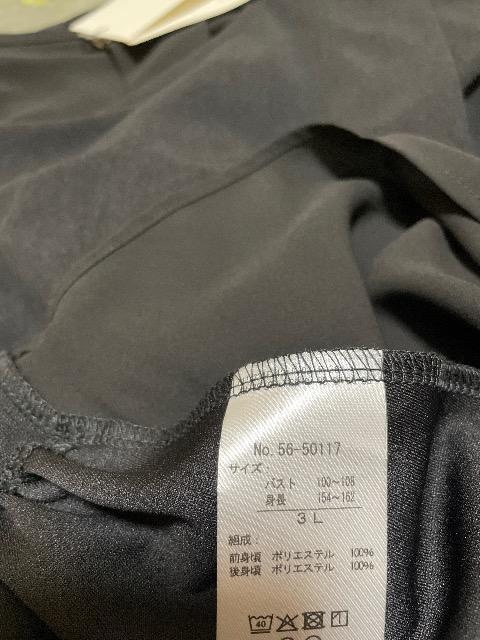 No. 56-50117
サイズ：
バスト 100～108
身長 154～162
3L
組成：
前身頃 ポリエステル 100%
後身頃 ポリエステル 100%
40